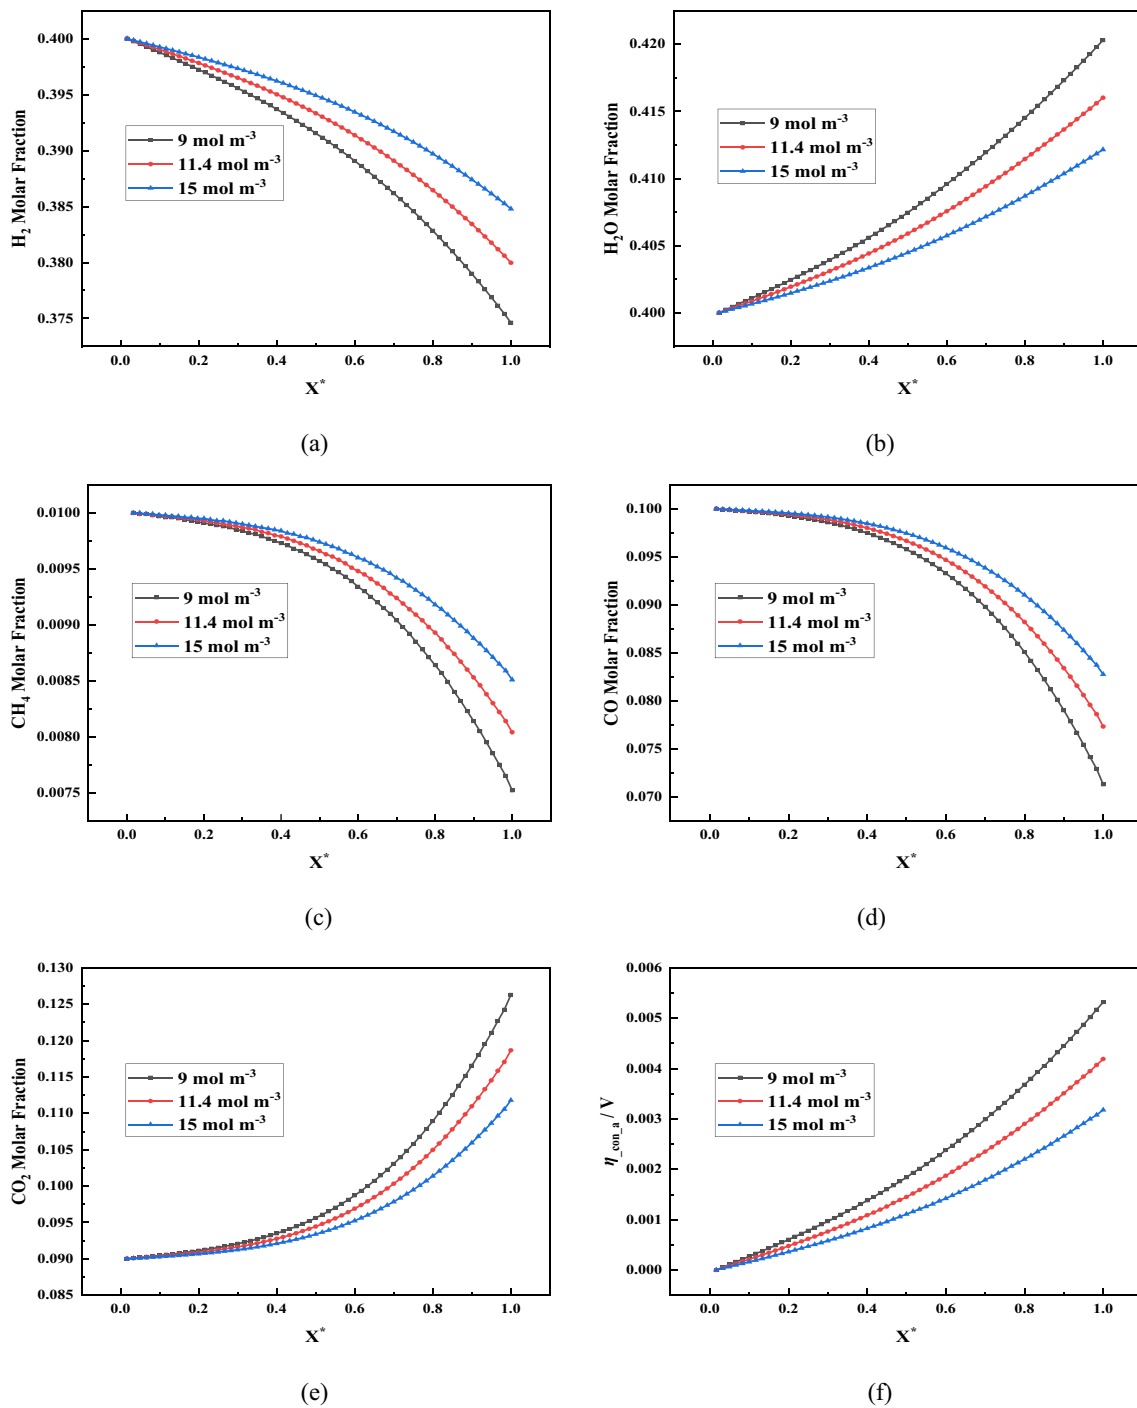 0.400
0.395
0.390
0.385
0.380
0.375
H2 Molar Fraction
9 mol m-3
11.4 mol m-3
15 mol m-3
0.0 0.2 0.4 0.6 0.8 1.0
X*
(a)
0.420
0.415
0.410
0.405
0.400
H2O Molar Fraction
9 mol m-3
11.4 mol m-3
15 mol m-3
0.0 0.2 0.4 0.6 0.8 1.0
X*
(b)
0.0100
0.0095
0.0090
0.0085
0.0080
0.0075
CH4 Molar Fraction
9 mol m-3
11.4 mol m-3
15 mol m-3
0.0 0.2 0.4 0.6 0.8 1.0
X*
(c)
0.100
0.095
0.090
0.085
0.080
0.075
0.070
CO Molar Fraction
9 mol m-3
11.4 mol m-3
15 mol m-3
0.0 0.2 0.4 0.6 0.8 1.0
X*
(d)
0.130
0.125
0.120
0.115
0.110
0.105
0.100
0.095
0.090
0.085
CO2 Molar Fraction
9 mol m-3
11.4 mol m-3
15 mol m-3
0.0 0.2 0.4 0.6 0.8 1.0
X*
(e)
0.006
0.005
0.004
0.003
0.002
0.001
0.000
η_con_a / V
9 mol m-3
11.4 mol m-3
15 mol m-3
0.0 0.2 0.4 0.6 0.8 1.0
X*
(f)